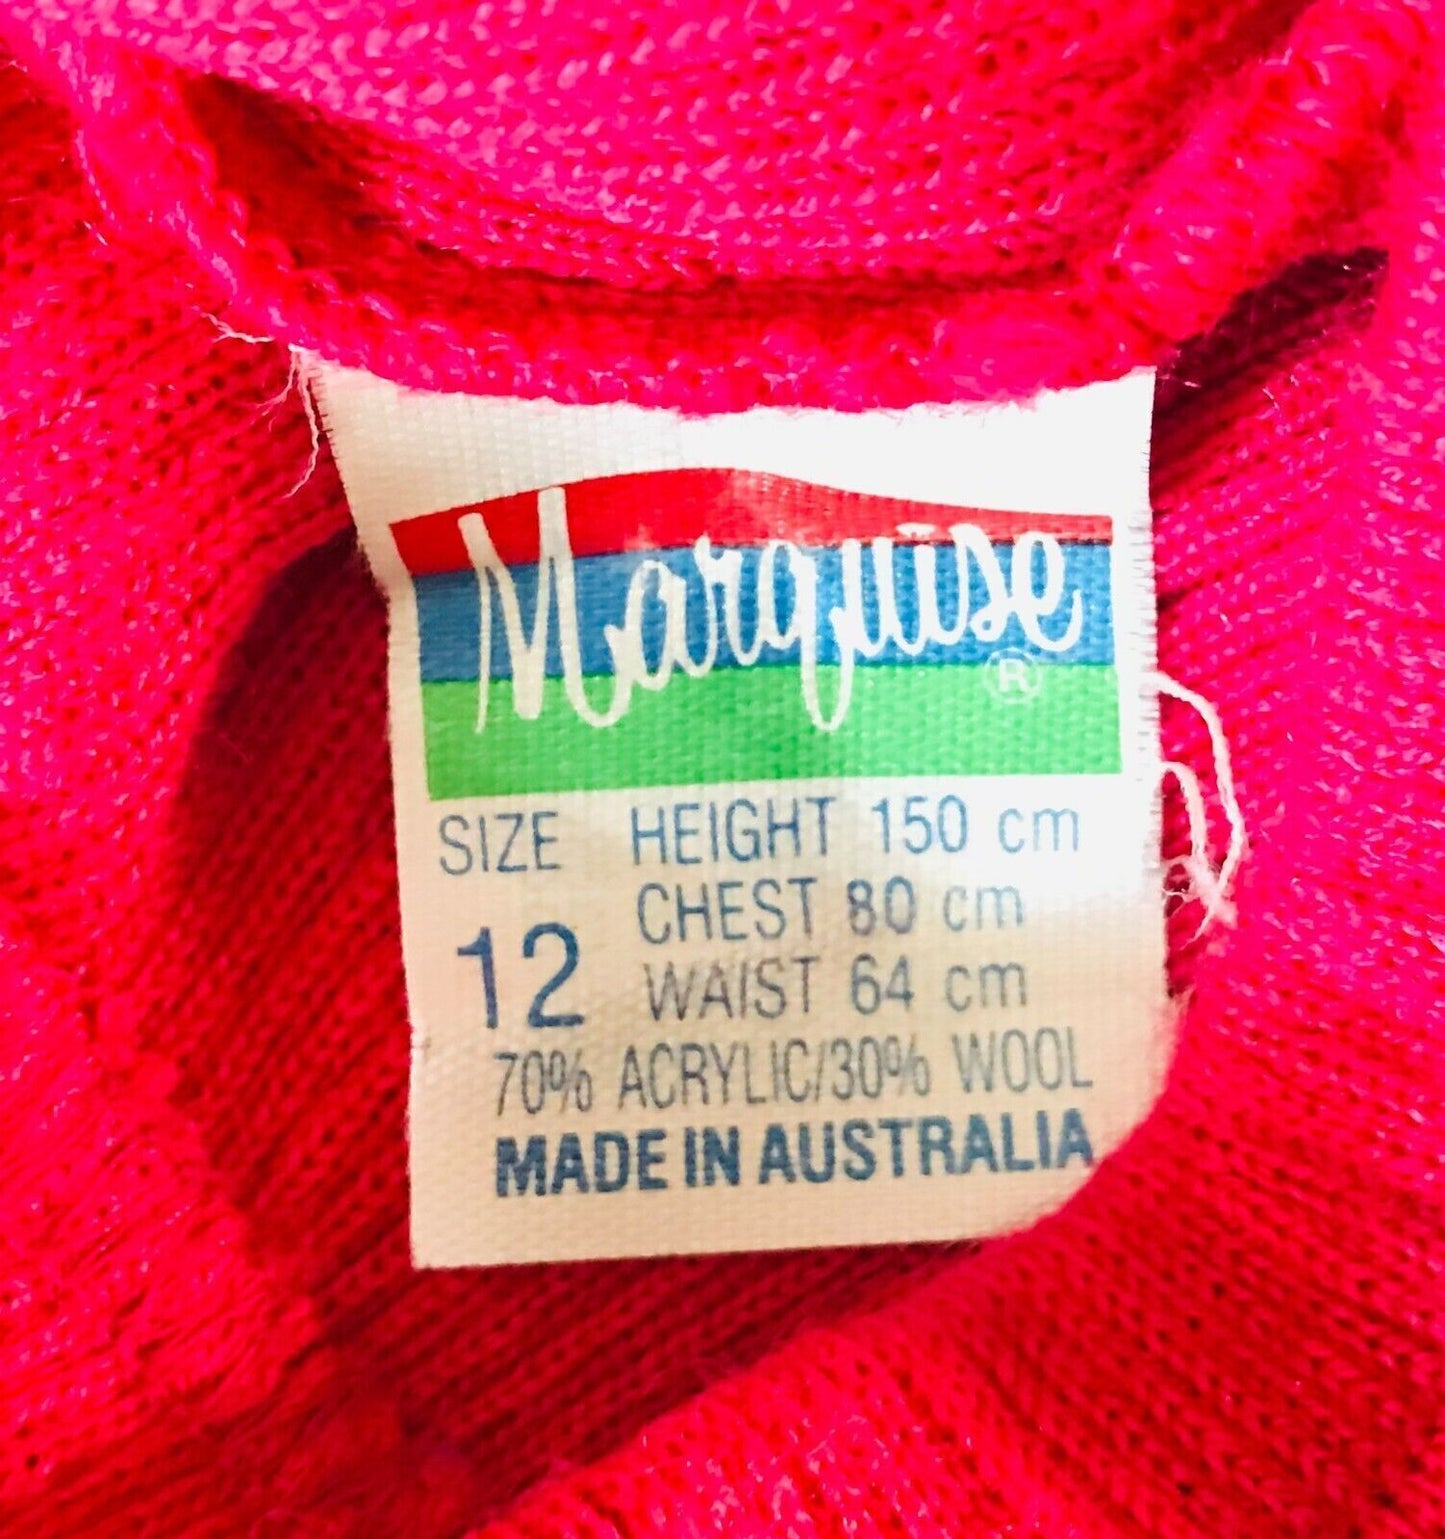 Marquise ®
SIZE HEIGHT 150 cm
CHEST 80 cm
12 WAIST 64 cm
70% ACRYLIC/30% WOOL
MADE IN AUSTRALIA